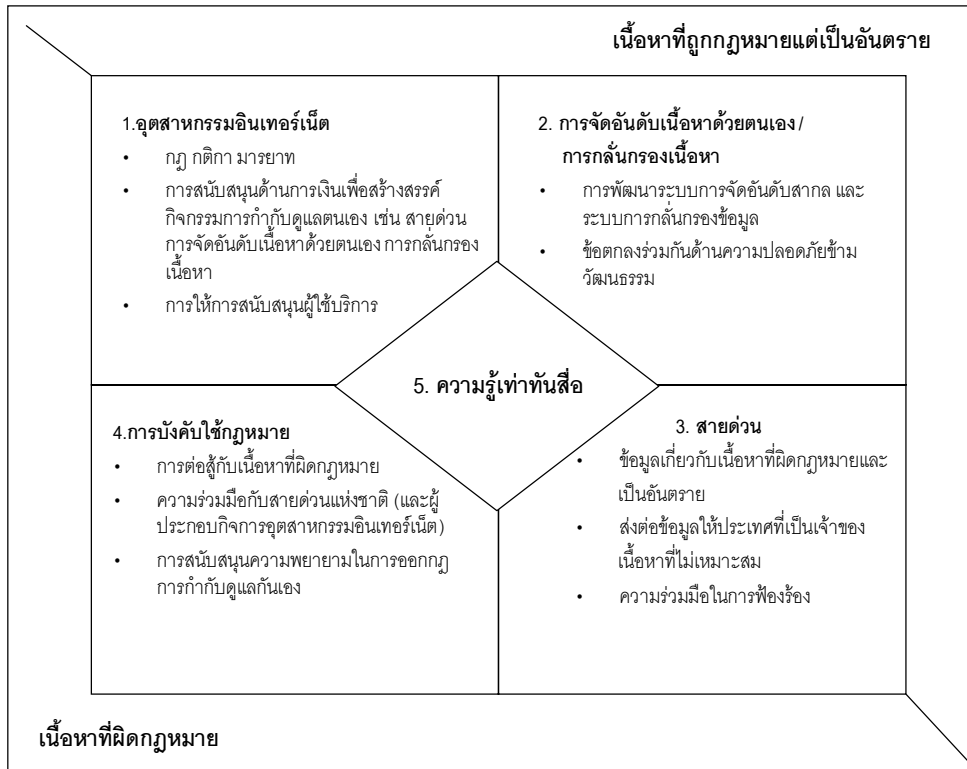 เนื้อหาที่ถูกกฎหมายแต่เป็นอันตราย
1.อุตสาหกรรมอินเทอร์เน็ต
• กฎ กติกา มารยาท
• การสนับสนุนด้านการเงินเพื่อสร้างสรรค์
กิจกรรมการกำกับดูแลตนเอง เช่น สายด่วน
การจัดอันดับเนื้อหาด้วยตนเอง การกลั่นกรอง
เนื้อหา
• การให้การสนับสนุนผู้ใช้บริการ
2. การจัดอันดับเนื้อหาด้วยตนเอง/
การกลั่นกรองเนื้อหา
• การพัฒนาระบบการจัดอันดับสากล และ
ระบบการกลั่นกรองข้อมูล
• ข้อตกลงร่วมกันด้านความปลอดภัยข้าม
วัฒนธรรม
5. ความรู้เท่าทันสื่อ
4.การบังคับใช้กฎหมาย
• การต่อสู้กับเนื้อหาที่ผิดกฎหมาย
• ความร่วมมือกับสายด่วนแห่งชาติ (และผู้
ประกอบกิจการอุตสาหกรรมอินเทอร์เน็ต)
• การสนับสนุนความพยายามในการออกกฎ
การกำกับดูแลกันเอง
3. สายด่วน
• ข้อมูลเกี่ยวกับเนื้อหาที่ผิดกฎหมายและ
เป็นอันตราย
• ส่งต่อข้อมูลให้ประเทศที่เป็นเจ้าของ
เนื้อหาที่ไม่เหมาะสม
• ความร่วมมือในการฟ้องร้อง
เนื้อหาที่ผิดกฎหมาย